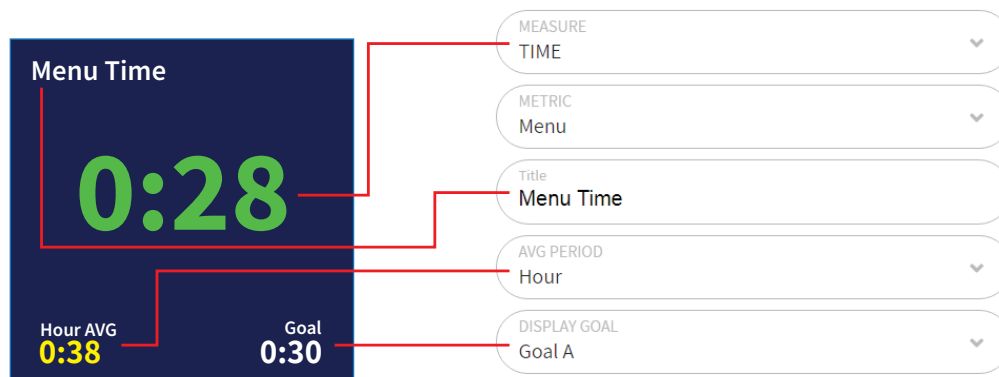 Menu Time
0:28
Hour AVG
0:38
Goal
0:30
MEASURE
TIME
METRIC
Menu
Title
Menu Time
AVG PERIOD
Hour
DISPLAY GOAL
Goal A